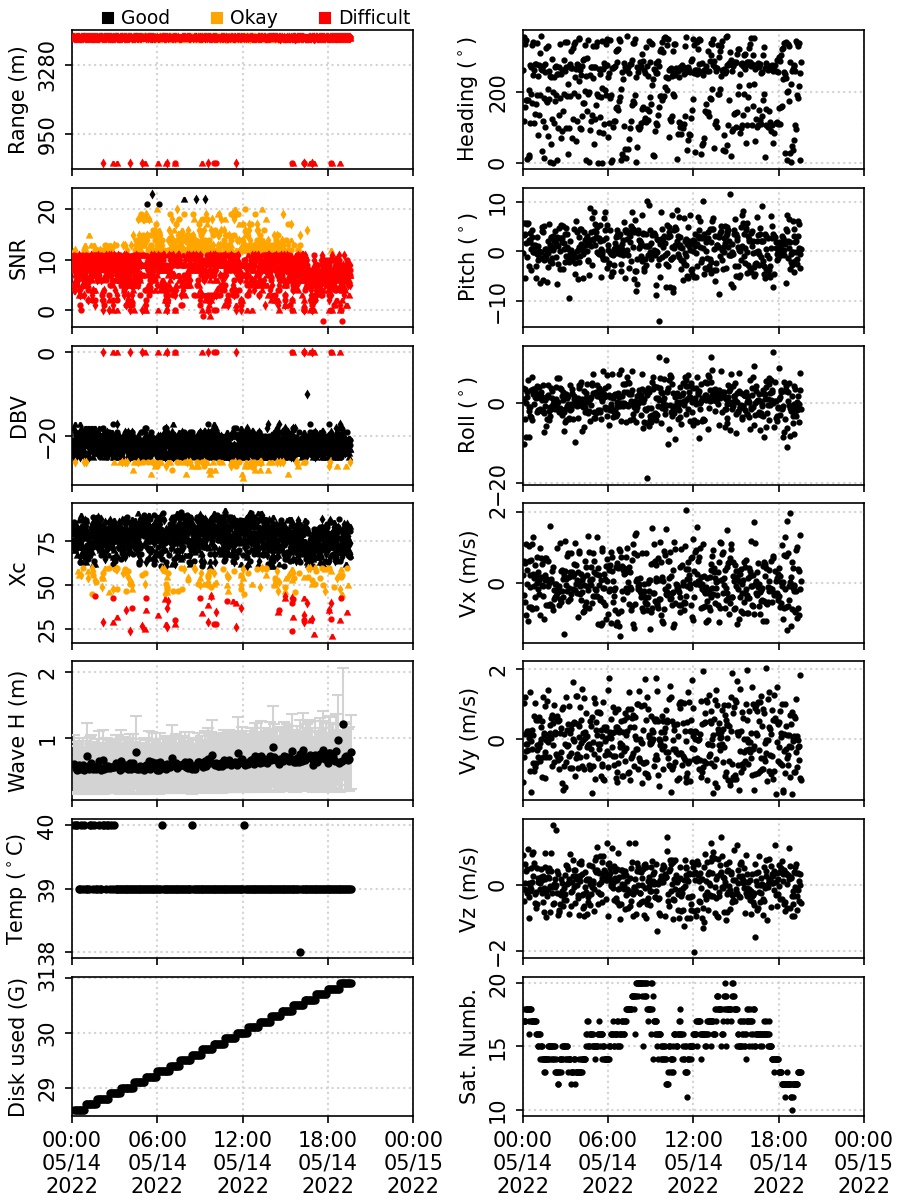 Good Okay Difficult
Range (m)
3280
950
Heading (°)
200
0
SNR
20
10
0
Pitch (°)
10
0
−10
DBV
0
−20
Roll (°)
0
−20
Xc
75
50
25
Vx (m/s)
2
0
Wave H (m)
2
1
Vy (m/s)
2
0
Temp (°C)
40
39
38
Vz (m/s)
0
−2
Disk used (G)
31
30
29
Sat. Numb.
20
15
10
00:00 06:00 12:00 18:00 00:00
05/14 05/14 05/14 05/14 05/15
2022 2022 2022 2022 2022
00:00 06:00 12:00 18:00 00:00
05/14 05/14 05/14 05/14 05/15
2022 2022 2022 2022 2022